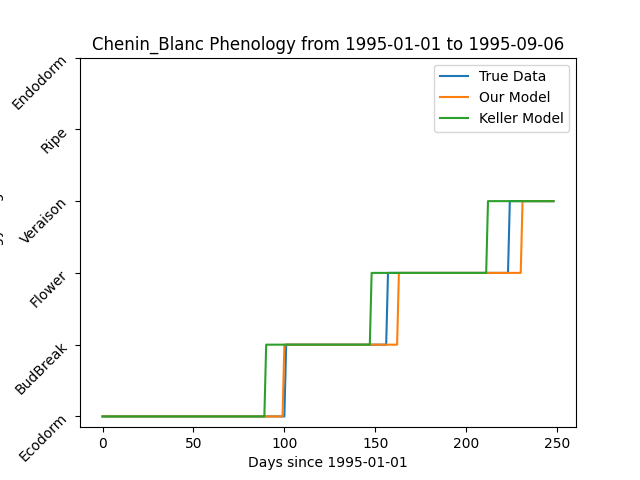 Chenin_Blanc Phenology from 1995-01-01 to 1995-09-06
Endodorm
Ripe
Veraison
Flower
BudBreak
Ecodorm
True Data
Our Model
Keller Model
0 50 100 150 200 250
Days since 1995-01-01